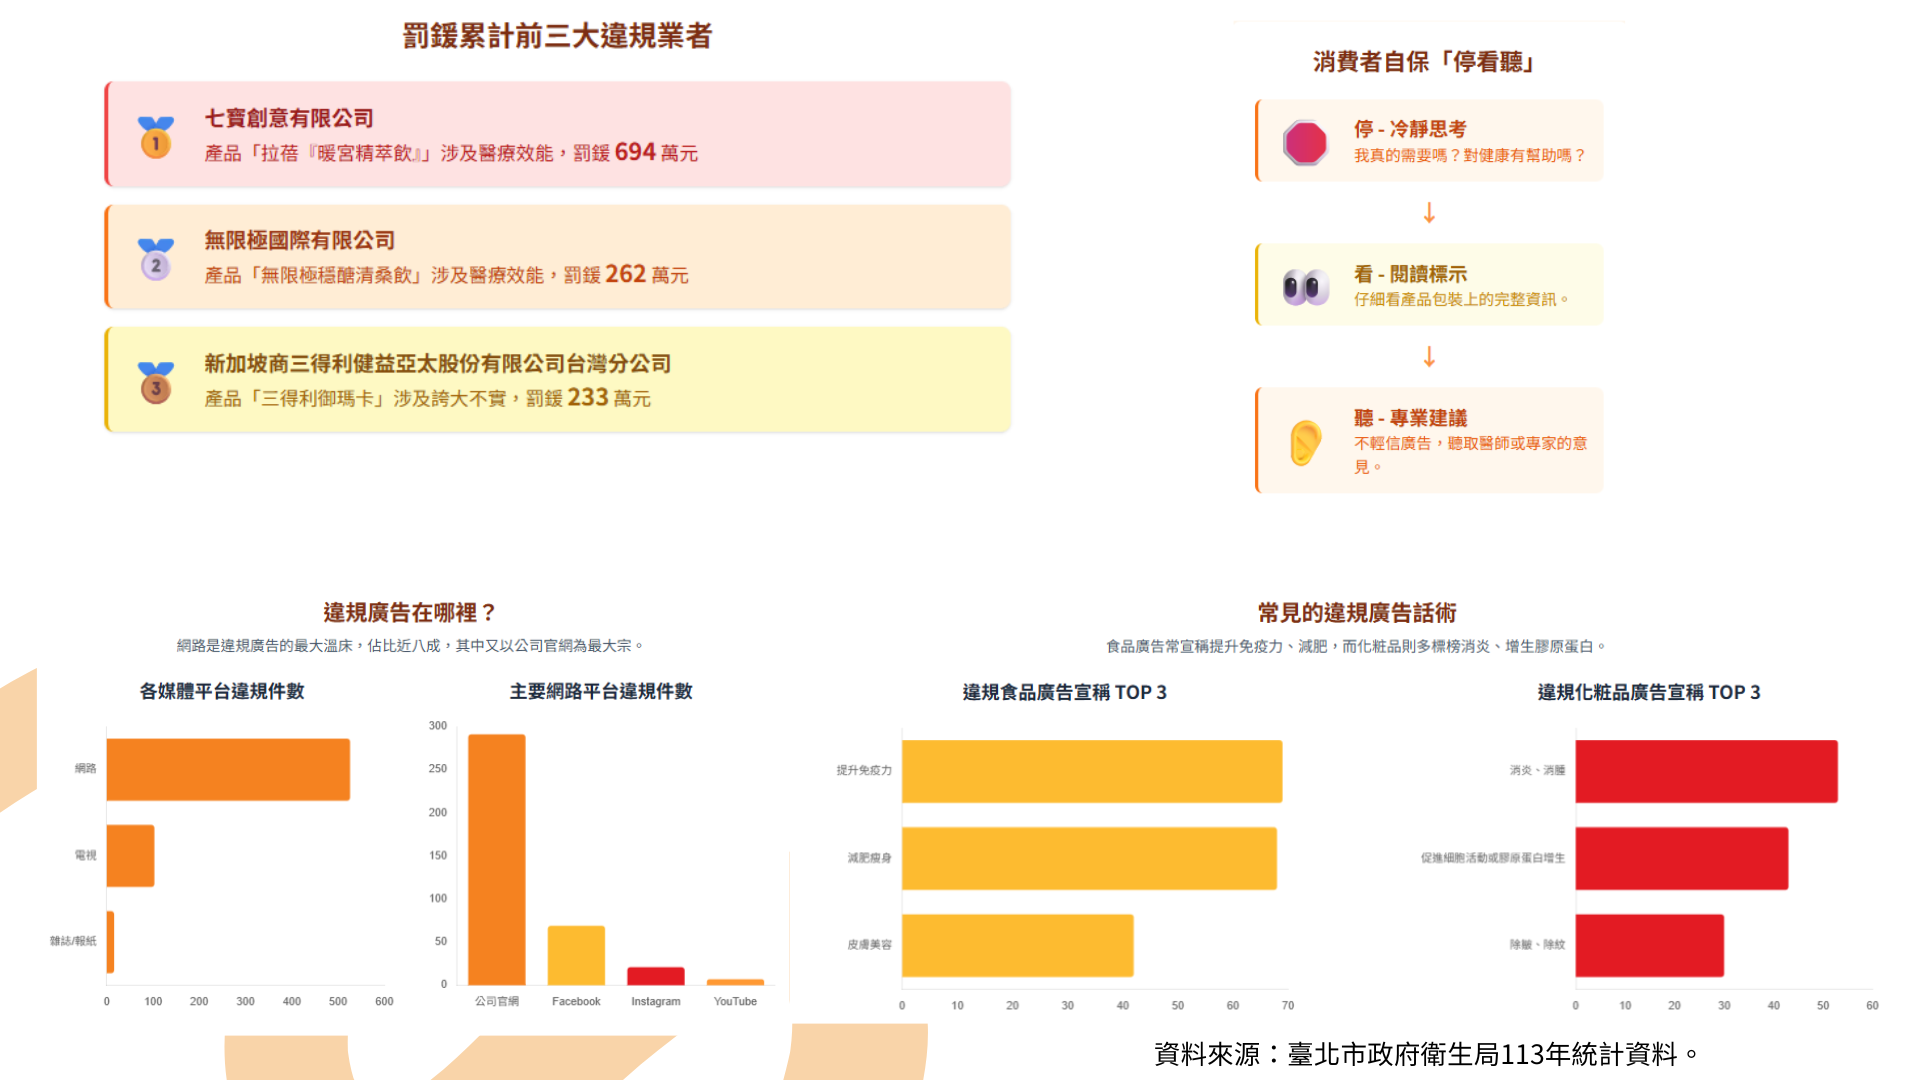 罰鍰累計前三大違規業者
1
七寶創意有限公司
產品「拉蓓『暖宮精萃飲』」涉及醫療效能，罰鍰 694 萬元
2
無限極國際有限公司
產品「無限極穩醣清桑飲」涉及醫療效能，罰鍰 262 萬元
3
新加坡商三得利健益亞太股份有限公司台灣分公司
產品「三得利御瑪卡」涉及誇大不實，罰鍰 233 萬元
消費者自保「停看聽」
停 - 冷靜思考
我真的需要嗎？對健康有幫助嗎？
↓
看 - 閱讀標示
仔細看產品包裝上的完整資訊。
↓
聽 - 專業建議
不輕信廣告，聽取醫師或專家的意
見。
違規廣告在哪裡？
網路是違規廣告的最大溫床，佔比近八成，其中又以公司官網為最大宗。
各媒體平台違規件數
網路
電視
雜誌/報紙
0 100 200 300 400 500 600
主要網路平台違規件數
300
250
200
150
100
50
0
公司官網 Facebook Instagram YouTube
常見的違規廣告話術
食品廣告常宣稱提升免疫力、減肥，而化粧品則多標榜消炎、增生膠原蛋白。
違規食品廣告宣稱 TOP 3
提升免疫力
減肥瘦身
皮膚美容
0 10 20 30 40 50 60 70
違規化粧品廣告宣稱 TOP 3
消炎、消腫
促進細胞活動或膠原蛋白增生
除皺、除紋
0 10 20 30 40 50 60
資料來源：臺北市政府衛生局113年統計資料。